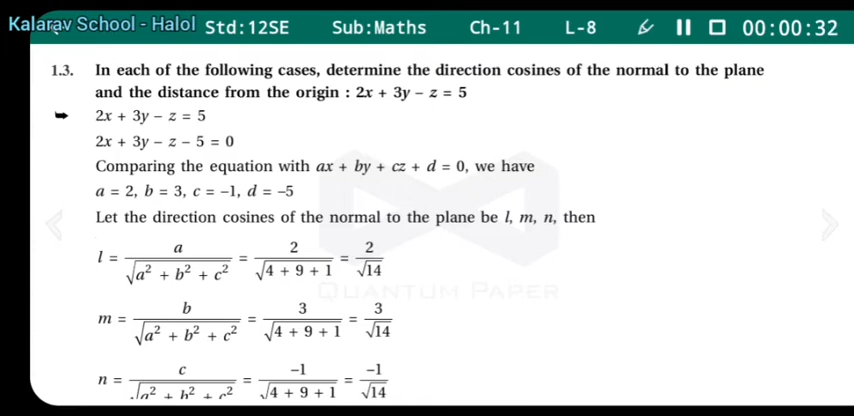 Kalarav School - Halol Std:12SE Sub:Maths Ch-11 L-8 00:00:32
1.3. In each of the following cases, determine the direction cosines of the normal to the plane
and the distance from the origin : 2x + 3y – z = 5
➥ 2x + 3y – z = 5
2x + 3y – z – 5 = 0
Comparing the equation with ax + by + cz + d = 0, we have
a = 2, b = 3, c = –1, d = –5
Let the direction cosines of the normal to the plane be l, m, n, then
l = a / √(a² + b² + c²) = 2 / √(4 + 9 + 1) = 2 / √14
QUANTUM PAPER
m = b / √(a² + b² + c²) = 3 / √(4 + 9 + 1) = 3 / √14
n = c / √(a² + b² + c²) = –1 / √(4 + 9 + 1) = –1 / √14